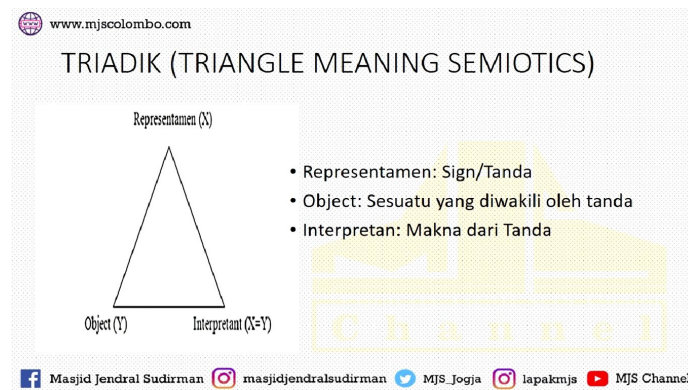 www.mjscolombo.com
TRIADIK (TRIANGLE MEANING SEMIOTICS)
Representamen (X)
• Representamen: Sign/Tanda
• Object: Sesuatu yang diwakili oleh tanda
• Interpretan: Makna dari Tanda
Object (Y) Interpretant (X=Y)
Channel
Masjid Jendral Sudirman masjidjendralsudirman MJS_Jogja lapakmjs MJS Channel